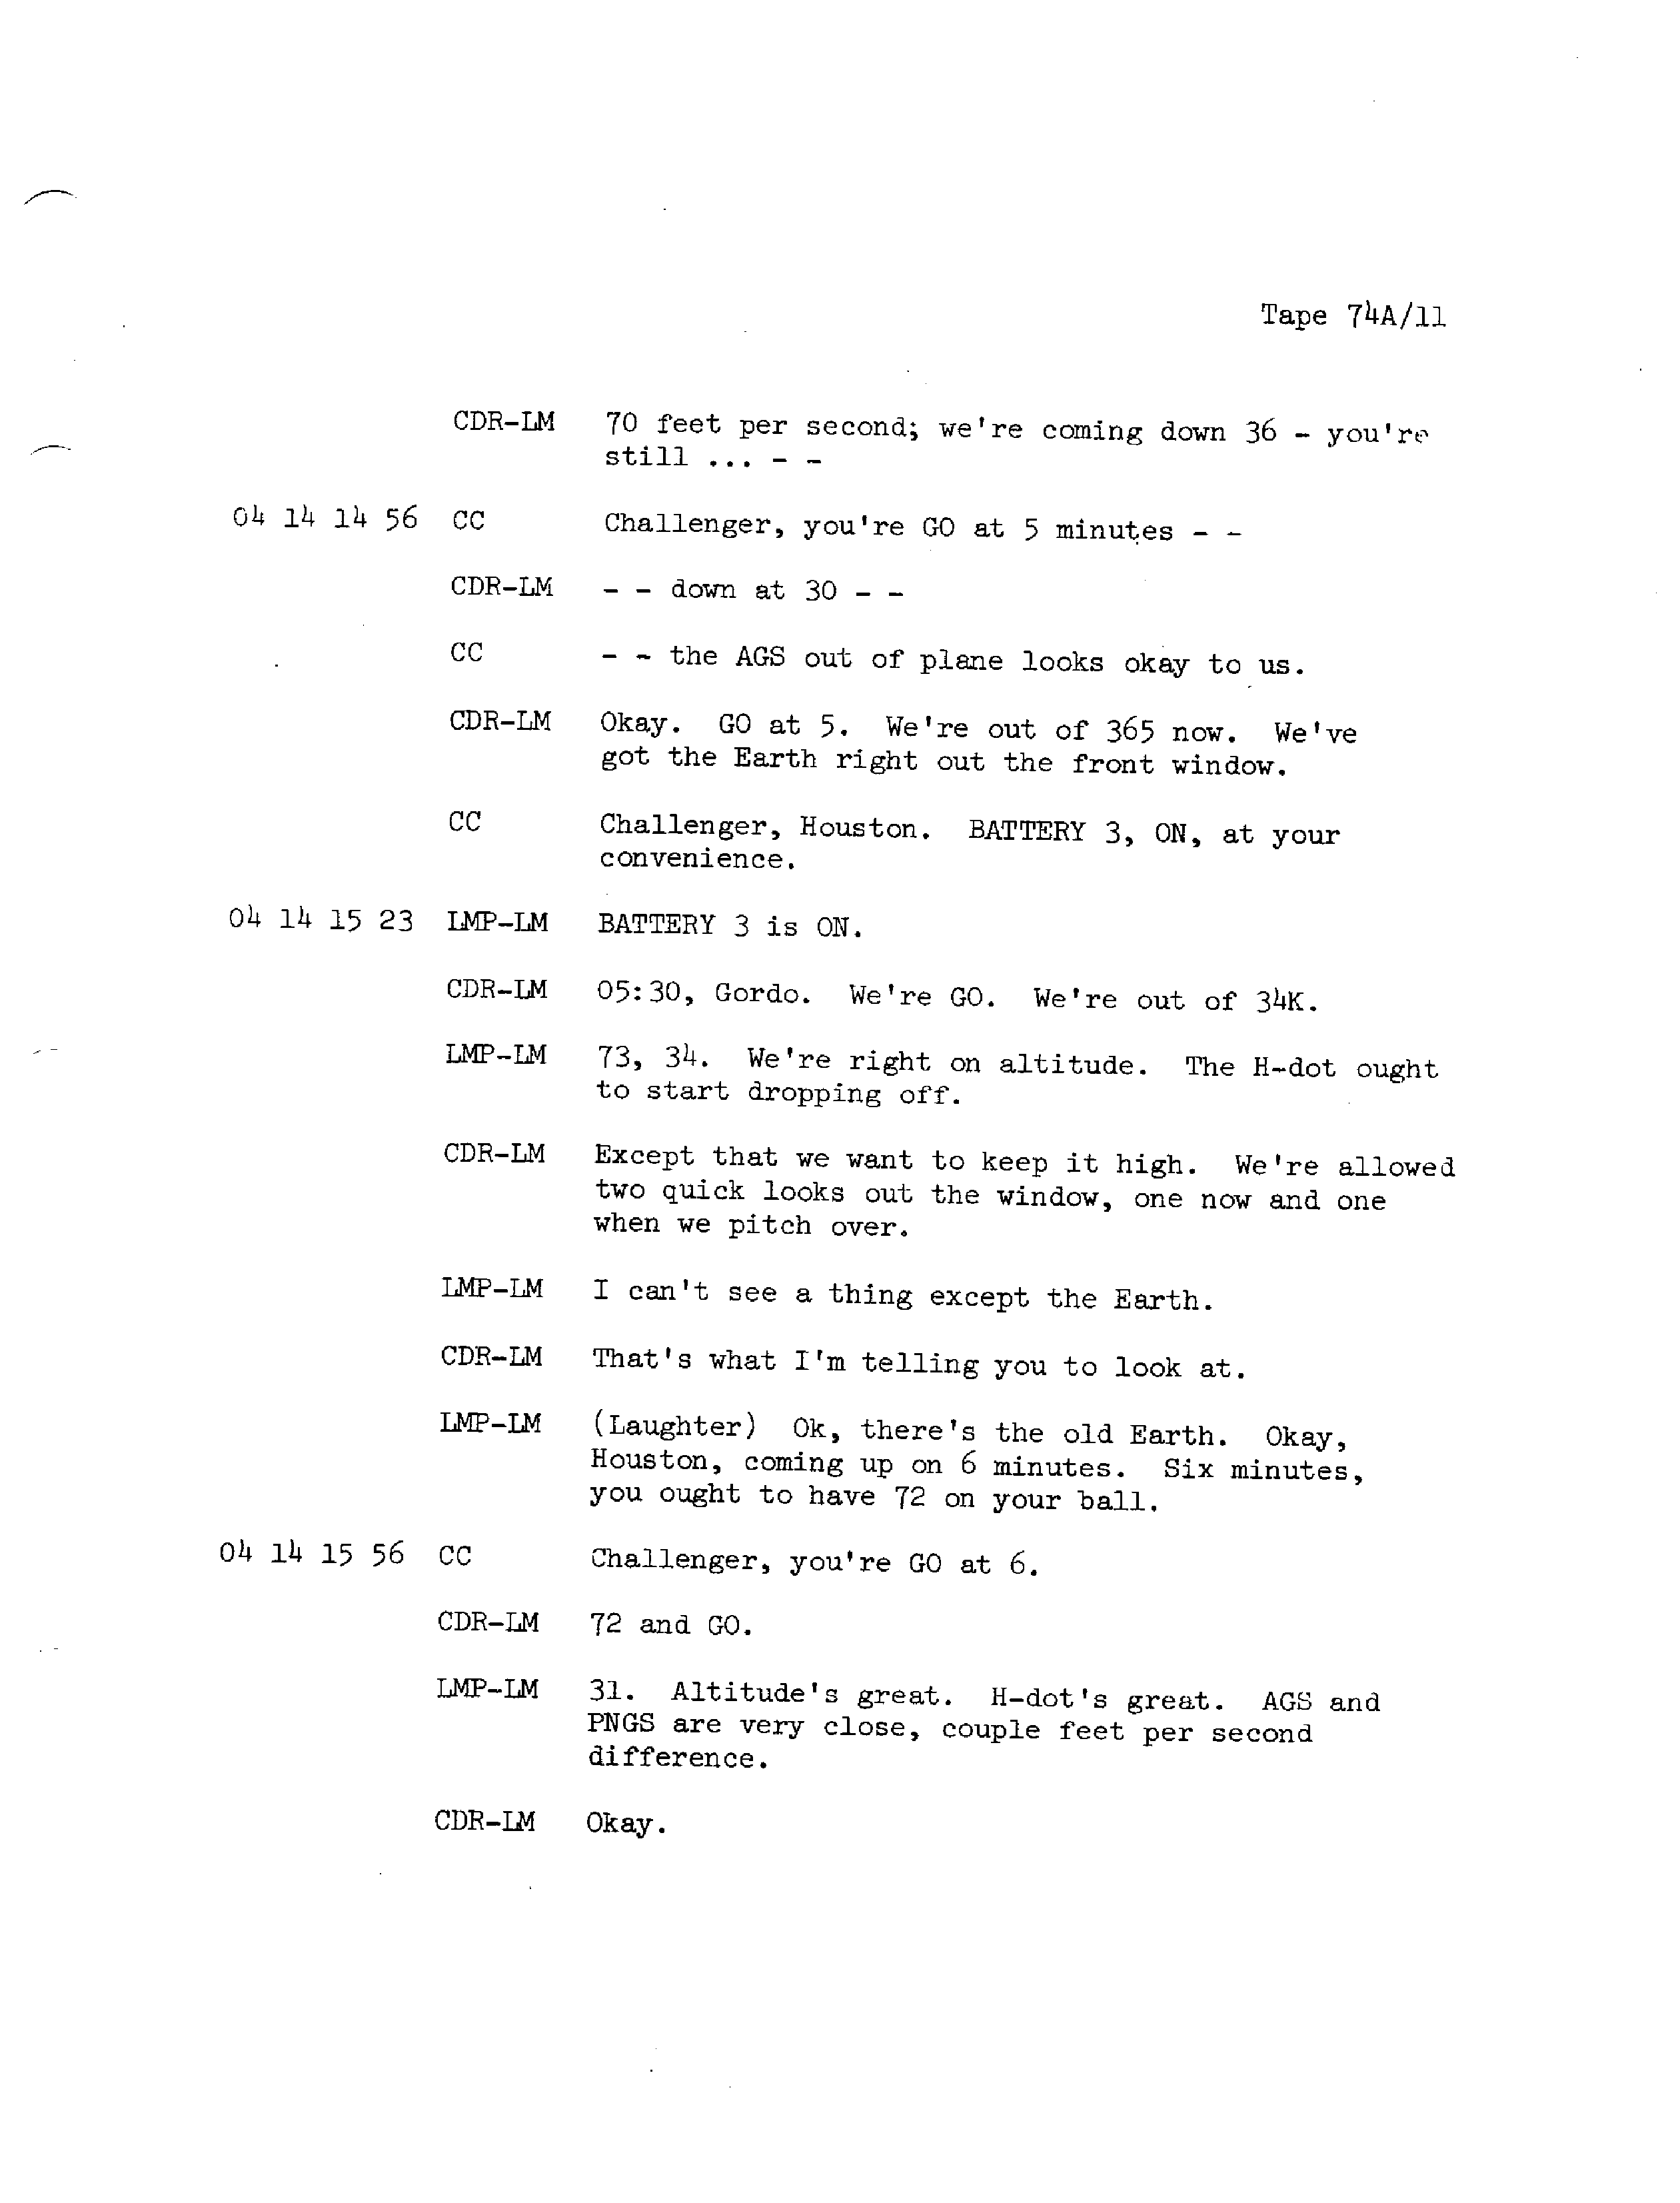 Tape 74A/11
CDR-LM 70 feet per second; we're coming down 36 - you're
still ... - -
04 14 14 56 CC Challenger, you're GO at 5 minutes - -
CDR-LM - - down at 30 - -
CC - - the AGS out of plane looks okay to us.
CDR-LM Okay. GO at 5. We're out of 365 now. We've
got the Earth right out the front window.
CC Challenger, Houston. BATTERY 3, ON, at your
convenience.
04 14 15 23 LMP-LM BATTERY 3 is ON.
CDR-LM 05:30, Gordo. We're GO. We're out of 34K.
LMP-LM 73, 34. We're right on altitude. The H-dot ought
to start dropping off.
CDR-LM Except that we want to keep it high. We're allowed
two quick looks out the window, one now and one
when we pitch over.
LMP-LM I can't see a thing except the Earth.
CDR-LM That's what I'm telling you to look at.
LMP-LM (Laughter) Ok, there's the old Earth. Okay,
Houston, coming up on 6 minutes. Six minutes,
you ought to have 72 on your ball.
04 14 15 56 CC Challenger, you're GO at 6.
CDR-LM 72 and GO.
LMP-LM 31. Altitude's great. H-dot's great. AGS and
PNGS are very close, couple feet per second
difference.
CDR-LM Okay.